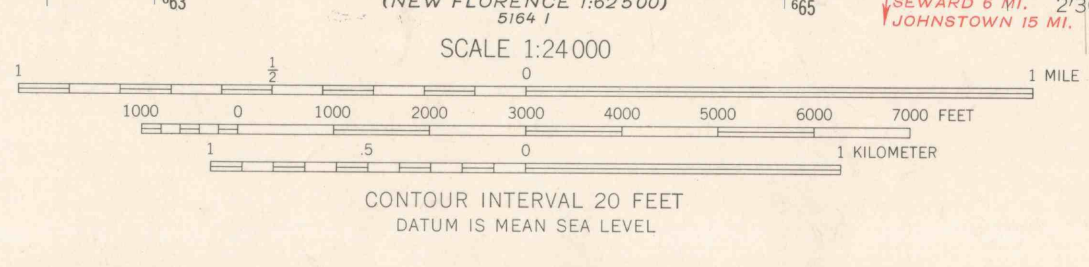 663 (NEW FLORENCE 1:62500) 665 SEWARD 6 MI.
5164 I JOHNSTOWN 15 MI.
SCALE 1:24000
1 1/2 0 1 MILE
1000 0 1000 2000 3000 4000 5000 6000 7000 FEET
1 .5 0 1 KILOMETER
CONTOUR INTERVAL 20 FEET
DATUM IS MEAN SEA LEVEL